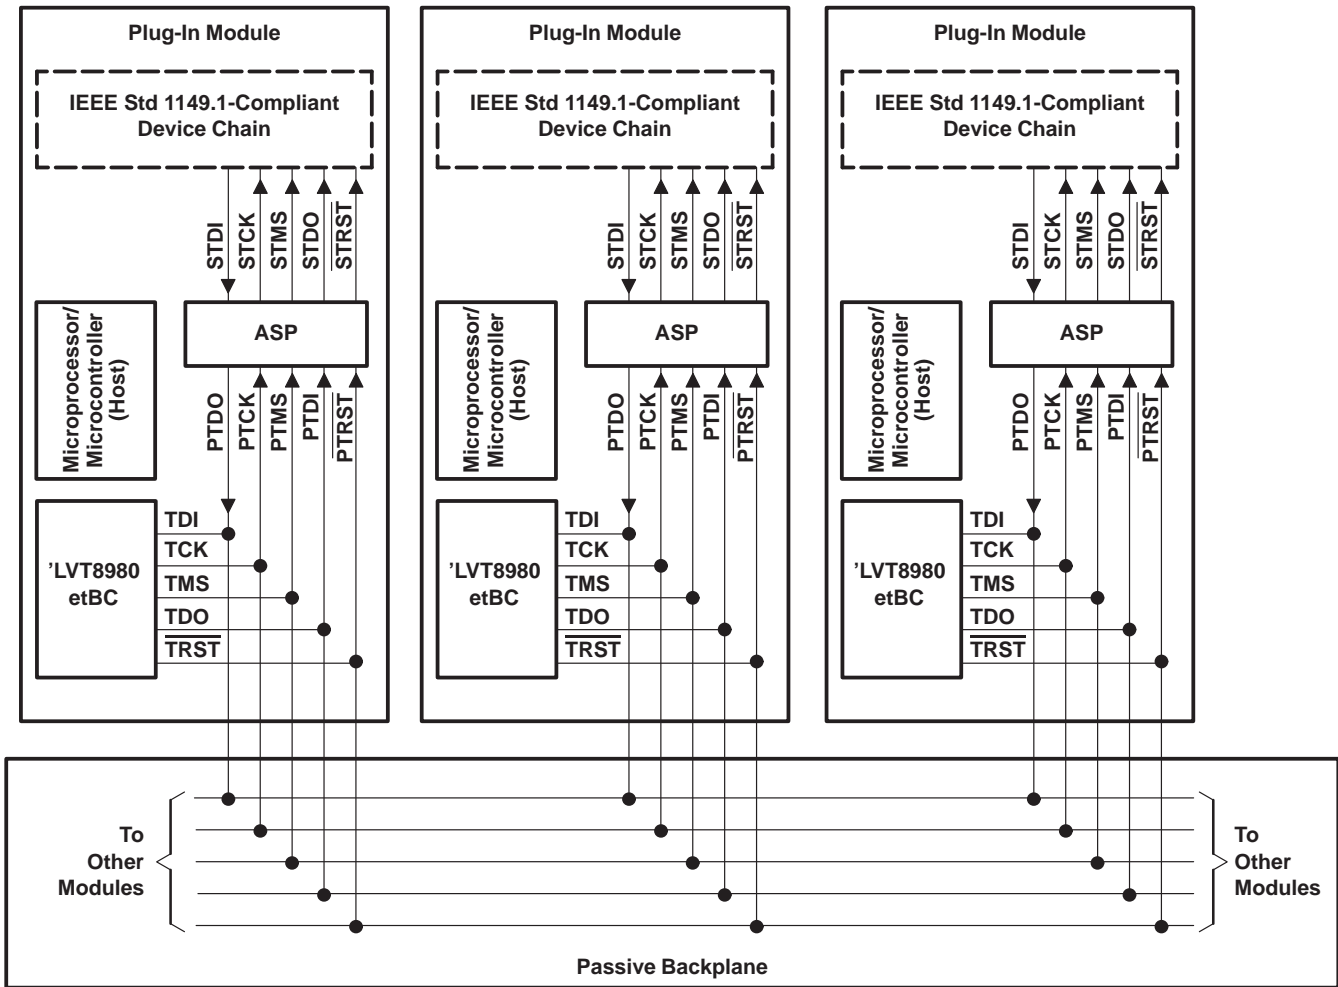 Plug-In Module
IEEE Std 1149.1-Compliant
Device Chain
STDI
STCK
STMS
STDO
STRST
Microprocessor/
Microcontroller
(Host)
ASP
PTDO
PTCK
PTMS
PTDI
PTRST
'LVT8980
etBC
TDI
TCK
TMS
TDO
TRST
Plug-In Module
IEEE Std 1149.1-Compliant
Device Chain
STDI
STCK
STMS
STDO
STRST
Microprocessor/
Microcontroller
(Host)
ASP
PTDO
PTCK
PTMS
PTDI
PTRST
'LVT8980
etBC
TDI
TCK
TMS
TDO
TRST
Plug-In Module
IEEE Std 1149.1-Compliant
Device Chain
STDI
STCK
STMS
STDO
STRST
Microprocessor/
Microcontroller
(Host)
ASP
PTDO
PTCK
PTMS
PTDI
PTRST
'LVT8980
etBC
TDI
TCK
TMS
TDO
TRST
To
Other
Modules
To
Other
Modules
Passive Backplane